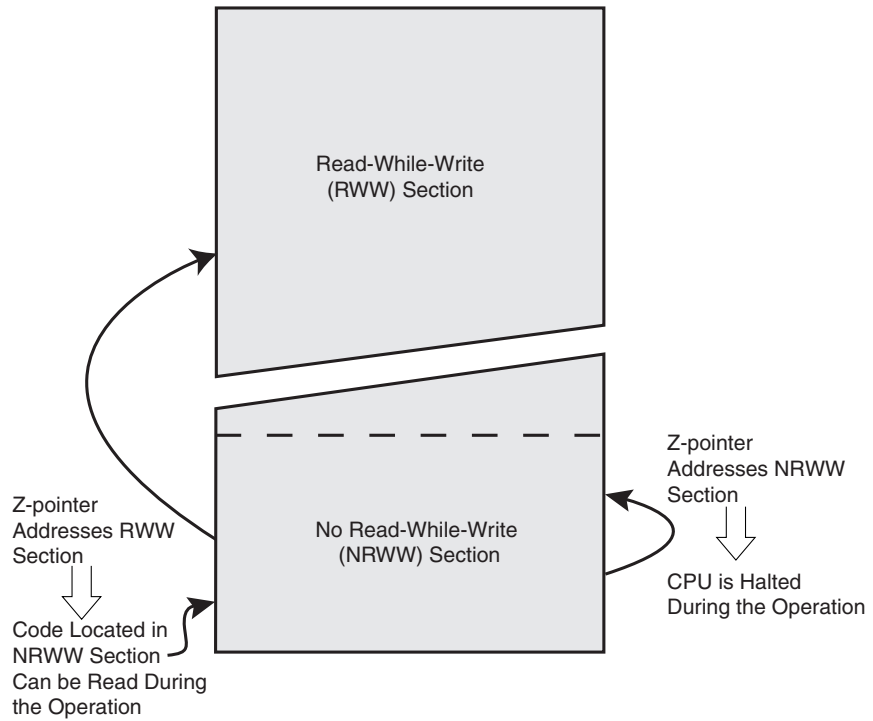 Read-While-Write
(RWW) Section
No Read-While-Write
(NRWW) Section
Z-pointer
Addresses RWW
Section
Code Located in
NRWW Section
Can be Read During
the Operation
Z-pointer
Addresses NRWW
Section
CPU is Halted
During the Operation